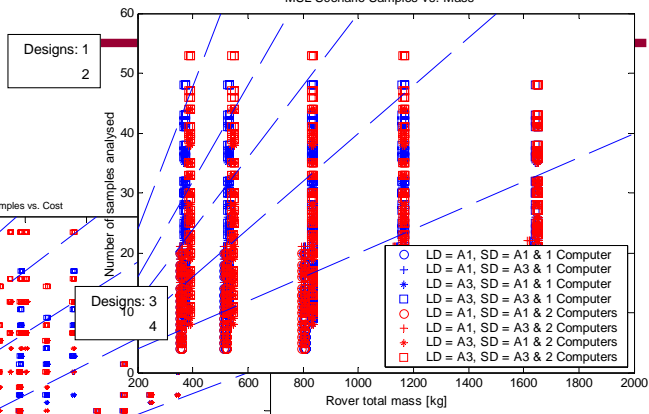 MSL Scenario Samples vs. Mass
Designs: 1
2
60
50
40
30
20
10
0
Number of samples analysed
mples vs. Cost
Designs: 3
4
LD = A1, SD = A1 & 1 Computer
LD = A1, SD = A3 & 1 Computer
LD = A3, SD = A1 & 1 Computer
LD = A3, SD = A3 & 1 Computer
LD = A1, SD = A1 & 2 Computers
LD = A1, SD = A3 & 2 Computers
LD = A3, SD = A1 & 2 Computers
LD = A3, SD = A3 & 2 Computers
200 400 600 800 1000 1200 1400 1600 1800 2000
Rover total mass [kg]